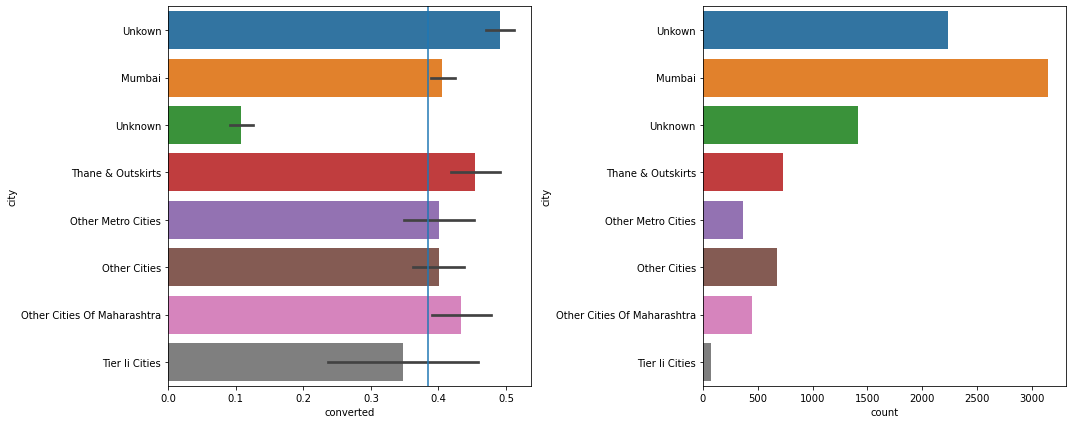 Unkown
Mumbai
Unknown
Thane & Outskirts
Other Metro Cities
Other Cities
Other Cities Of Maharashtra
Tier Ii Cities
city
0.0 0.1 0.2 0.3 0.4 0.5
converted
Unkown
Mumbai
Unknown
Thane & Outskirts
Other Metro Cities
Other Cities
Other Cities Of Maharashtra
Tier Ii Cities
city
0 500 1000 1500 2000 2500 3000
count